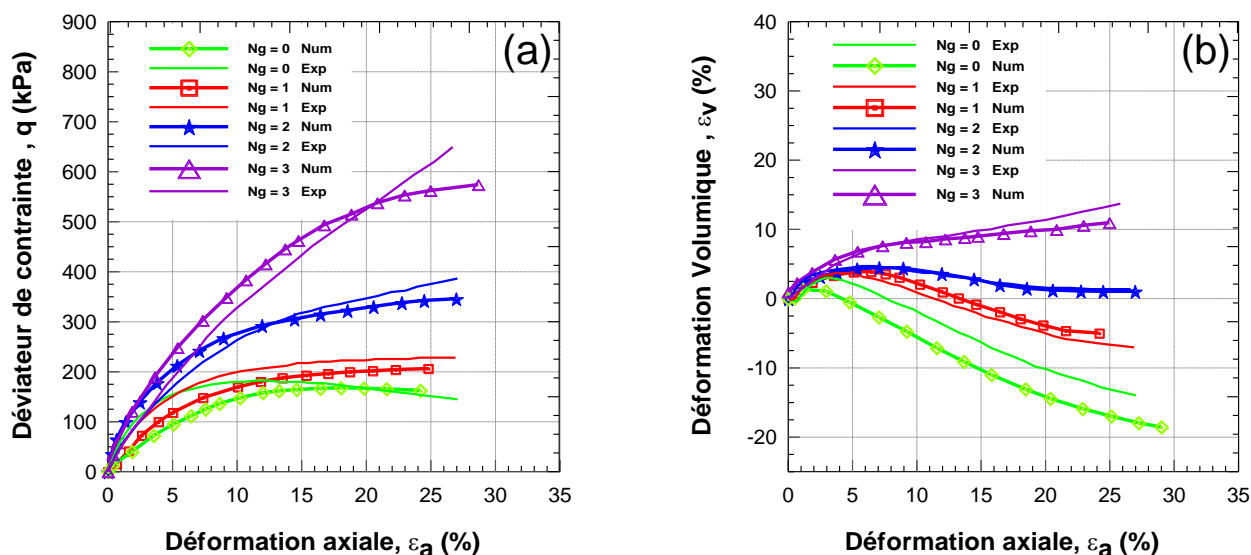 (a)
Déviateur de contrainte , q (kPa)
900
800
700
600
500
400
300
200
100
0
Ng = 0 Num
Ng = 0 Exp
Ng = 1 Num
Ng = 1 Exp
Ng = 2 Num
Ng = 2 Exp
Ng = 3 Num
Ng = 3 Exp
0 5 10 15 20 25 30 35
Déformation axiale, εa (%)
(b)
Déformation Volumique , εv (%)
40
30
20
10
0
-10
-20
Ng = 0 Exp
Ng = 0 Num
Ng = 1 Exp
Ng = 1 Num
Ng = 2 Exp
Ng = 2 Num
Ng = 3 Exp
Ng = 3 Num
0 5 10 15 20 25 30 35
Déformation axiale, εa (%)